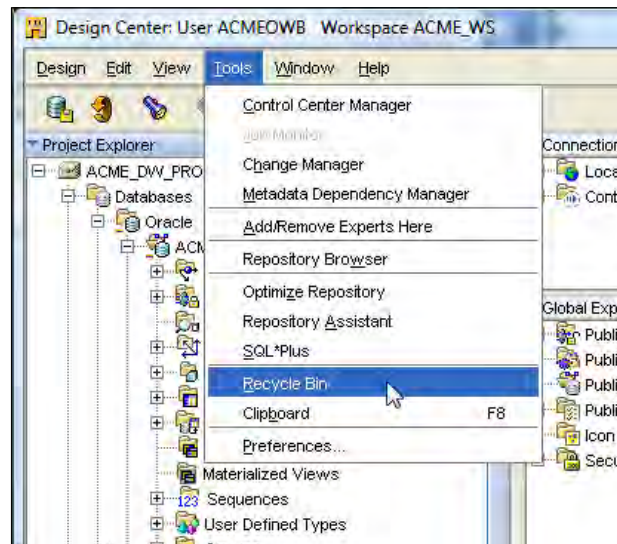 Design Center: User ACMEOWB Workspace ACME_WS
Design Edit View Tools Window Help
Project Explorer
ACME_DW_PRO
Databases
Oracle
ACM
Materialized Views
123 Sequences
User Defined Types
Control Center Manager
Job Monitor
Change Manager
Metadata Dependency Manager
Add/Remove Experts Here
Repository Browser
Optimize Repository
Repository Assistant
SQL*Plus
Recycle Bin
Clipboard F8
Preferences...
Connection
Loca
Cont
Global Exp
Publi
Publi
Publi
Publi
Icon
Secu